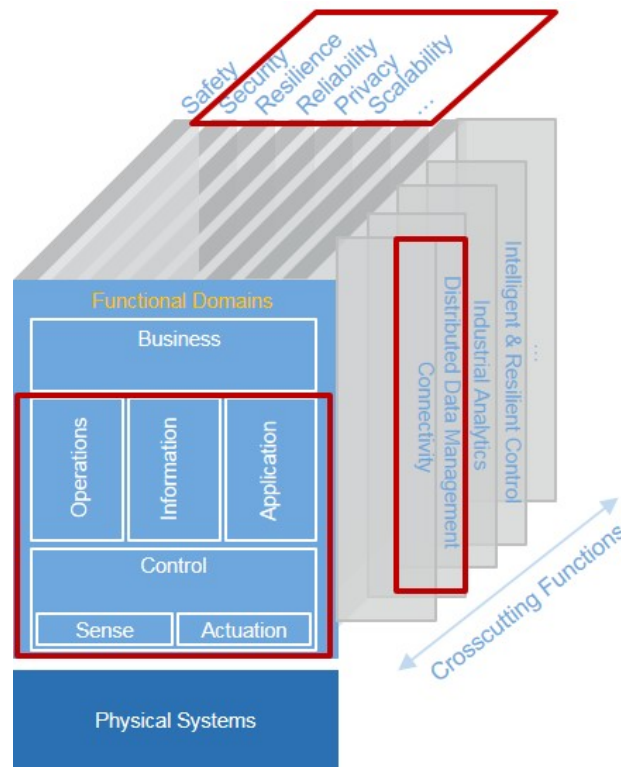 Safety
Security
Resilience
Reliability
Privacy
Scalability
...
Functional Domains
Business
Operations
Information
Application
Control
Sense
Actuation
Physical Systems
Connectivity
Distributed Data Management
Industrial Analytics
Intelligent & Resilient Control
...
Crosscutting Functions